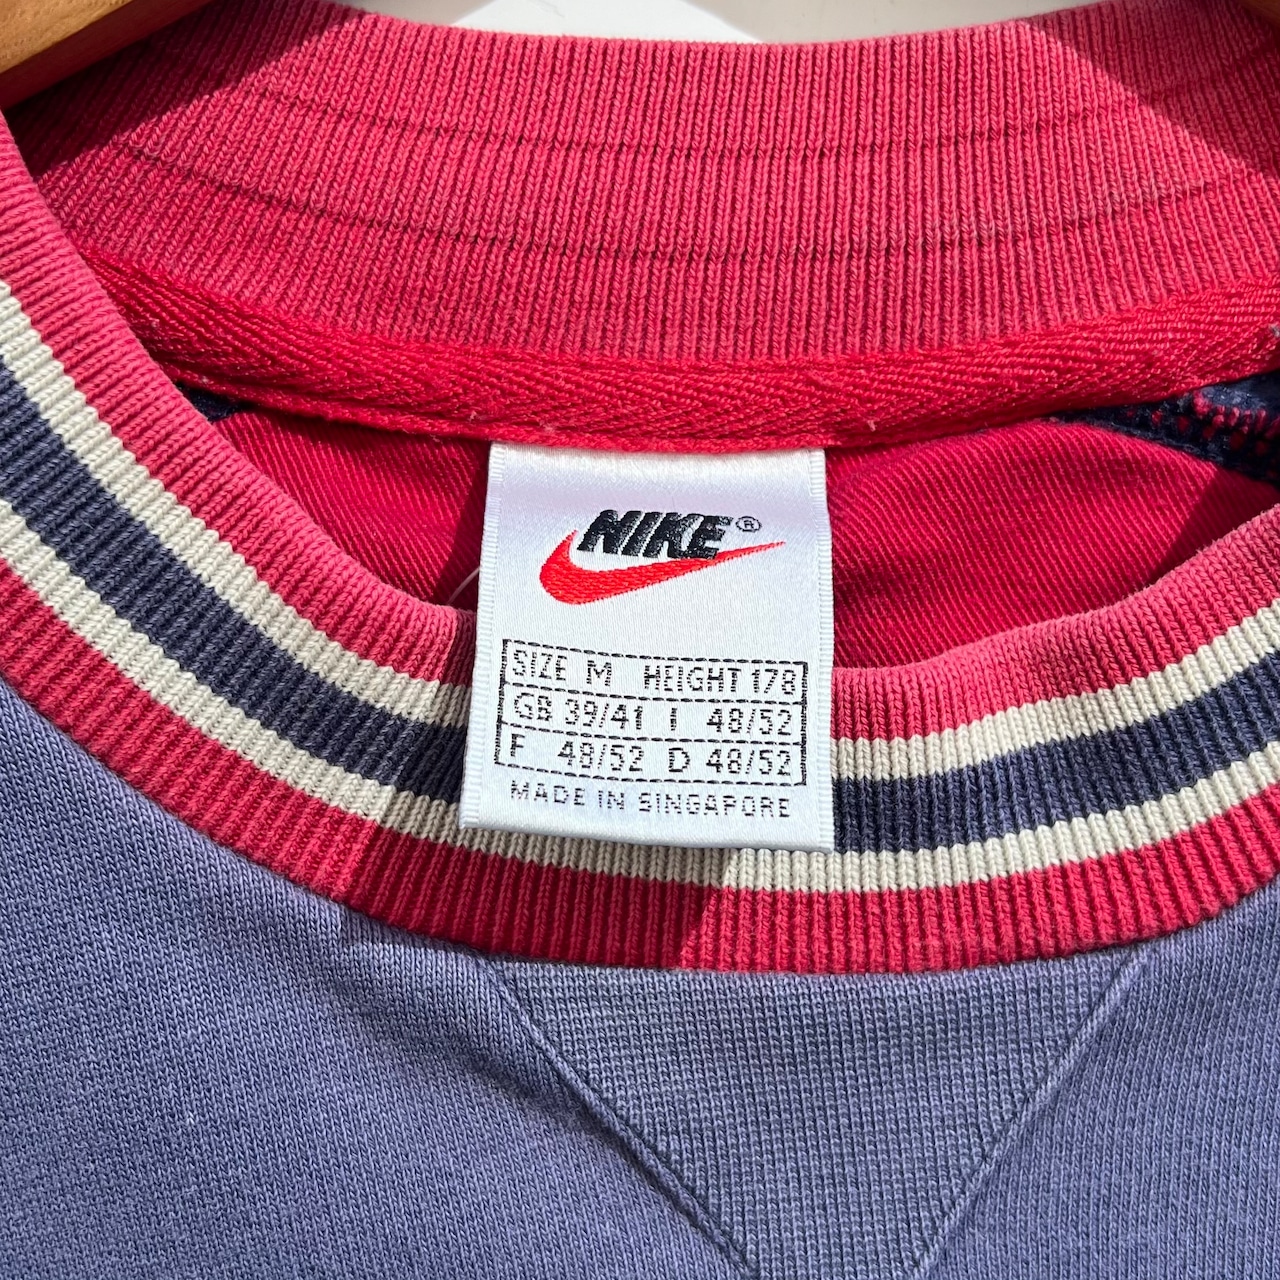 NIKE®
SIZE M HEIGHT 178
GB 39/41 I 48/52
F 48/52 D 48/52
MADE IN SINGAPORE